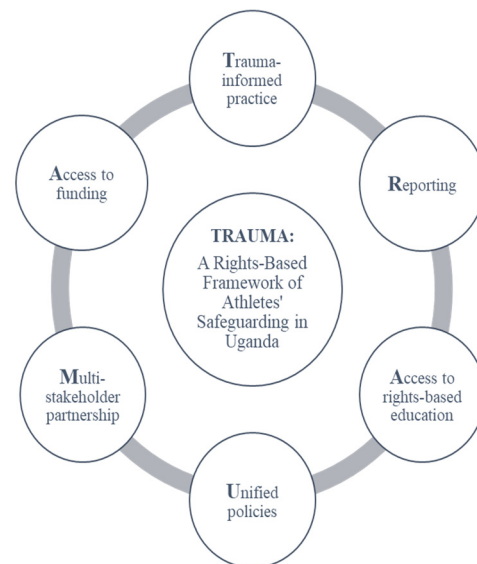 Trauma-
informed
practice
Reporting
Access to
rights-based
education
Unified
policies
Multi-
stakeholder
partnership
Access to
funding
TRAUMA:
A Rights-Based
Framework of
Athletes'
Safeguarding in
Uganda